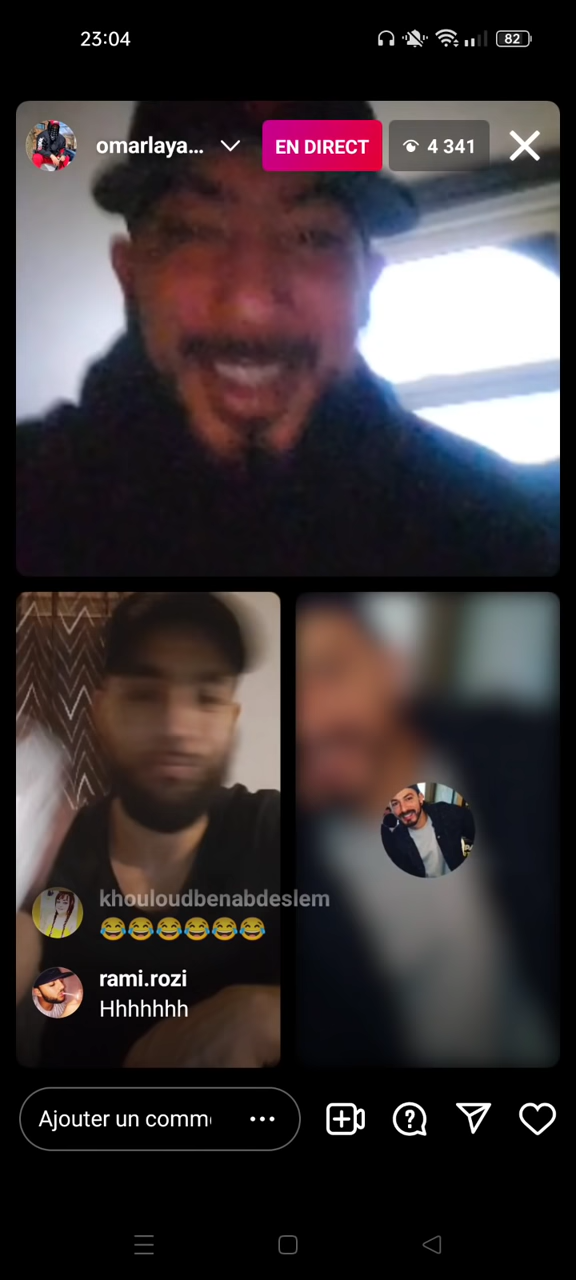 23:04
82
omarlaya...
EN DIRECT
4 341
khouloudbenabdeslem
😂😂😂😂😂😂
rami.rozi
Hhhhhhh
Ajouter un comm